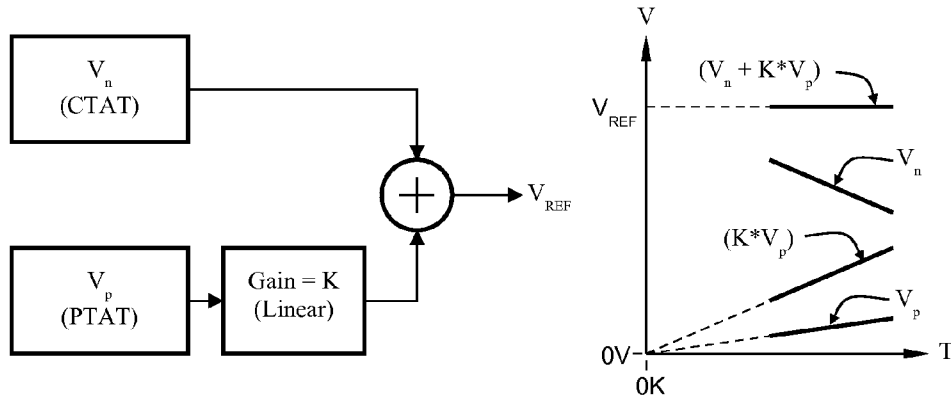 V_n
(CTAT)
V_p
(PTAT)
Gain = K
(Linear)
V_REF
V
(V_n + K*V_p)
V_REF
V_n
(K*V_p)
V_p
0V
T
0K